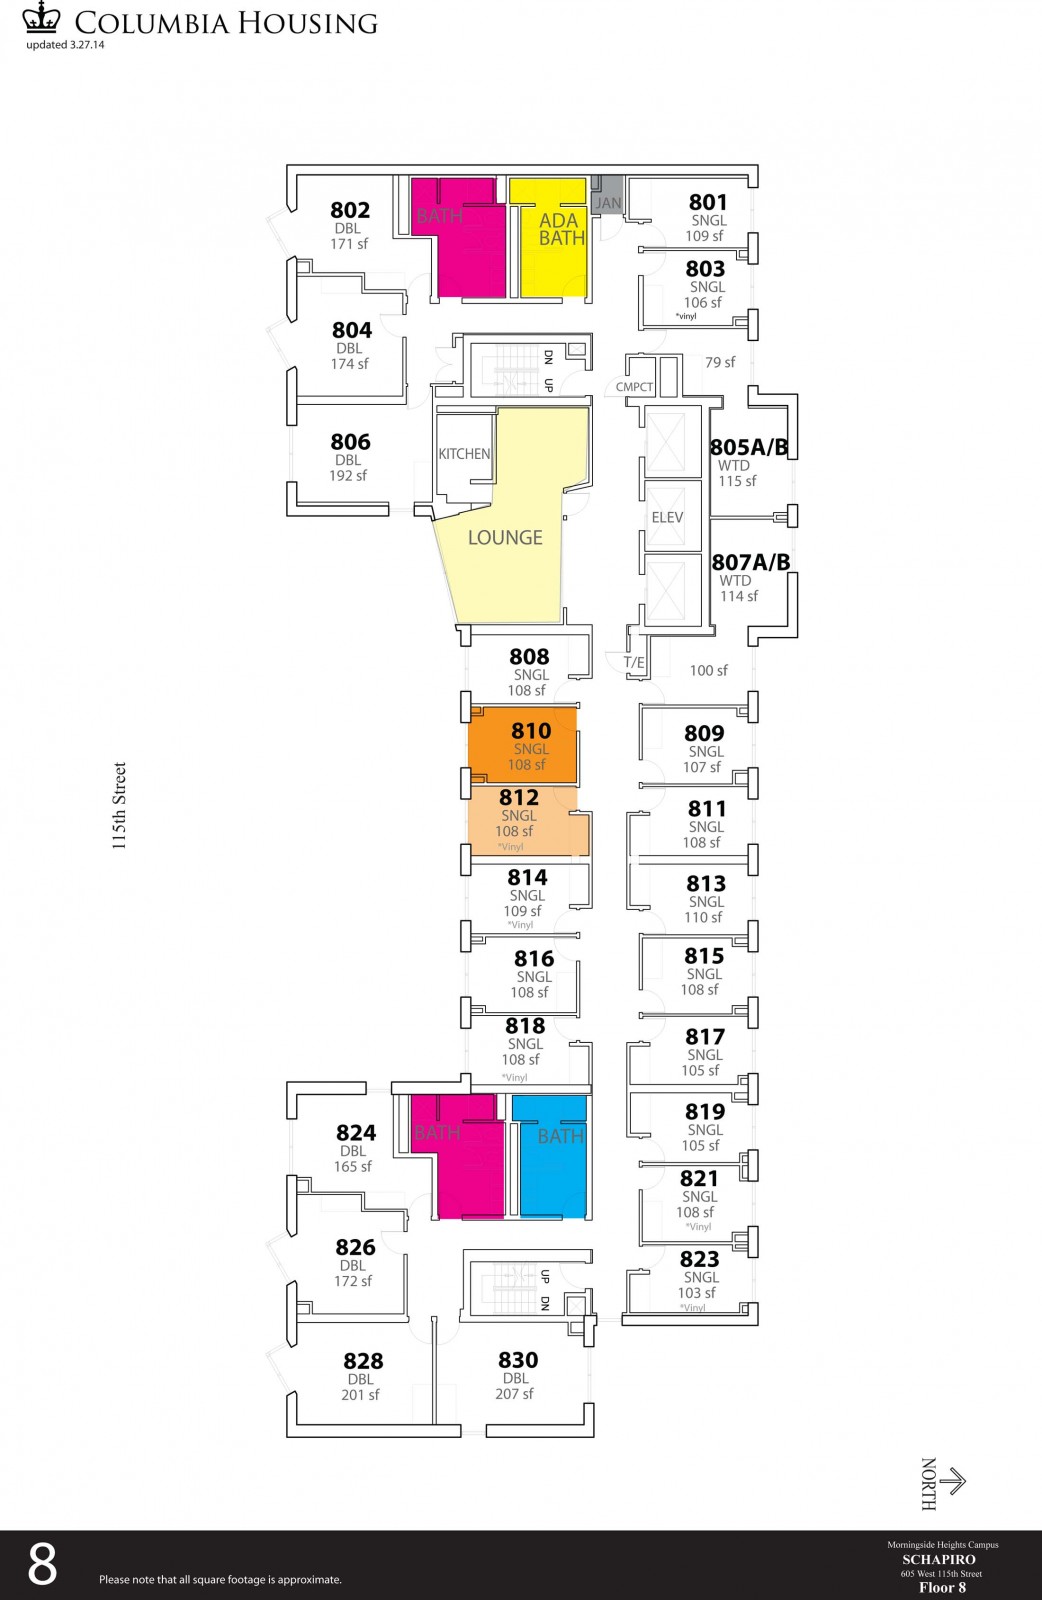 COLUMBIA HOUSING
updated 3.27.14
802
DBL
171 sf
BATH
ADA
BATH
JAN
801
SNGL
109 sf
803
SNGL
106 sf
*vinyl
804
DBL
174 sf
DN
UP
79 sf
CMPCT
806
DBL
192 sf
KITCHEN
LOUNGE
ELEV
805A/B
WTD
115 sf
807A/B
WTD
114 sf
808
SNGL
108 sf
T/E
100 sf
810
SNGL
108 sf
809
SNGL
107 sf
812
SNGL
108 sf
*Vinyl
811
SNGL
108 sf
115th Street
814
SNGL
109 sf
*Vinyl
813
SNGL
110 sf
816
SNGL
108 sf
815
SNGL
108 sf
818
SNGL
108 sf
*Vinyl
817
SNGL
105 sf
824
DBL
165 sf
BATH
BATH
819
SNGL
105 sf
821
SNGL
108 sf
*Vinyl
826
DBL
172 sf
UP
DN
823
SNGL
103 sf
*Vinyl
828
DBL
201 sf
830
DBL
207 sf
NORTH
8
Please note that all square footage is approximate.
Morningside Heights Campus
SCHAPIRO
605 West 115th Street
Floor 8